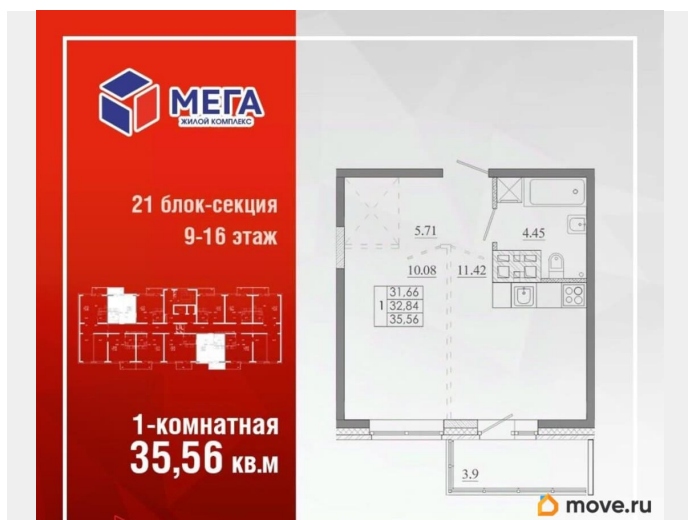 МЕГА
ЖИЛОЙ КОМПЛЕКС
21 блок-секция
9-16 этаж
1-комнатная
35,56 кв.м
5.71
4.45
10.08
11.42
31.66
1 32.84
35.56
3.9
move.ru